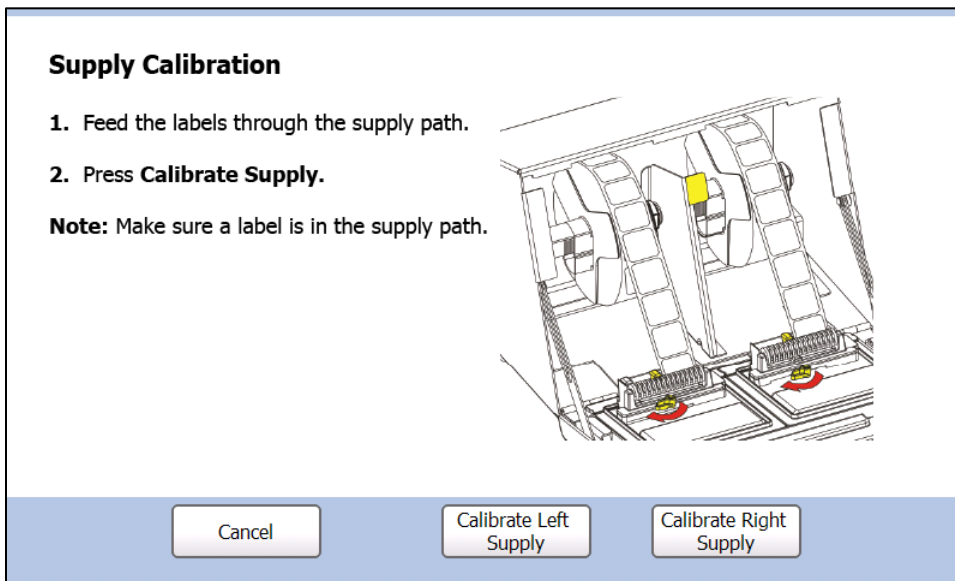 Supply Calibration
1. Feed the labels through the supply path.
2. Press Calibrate Supply.
Note: Make sure a label is in the supply path.
Cancel
Calibrate Left
Supply
Calibrate Right
Supply